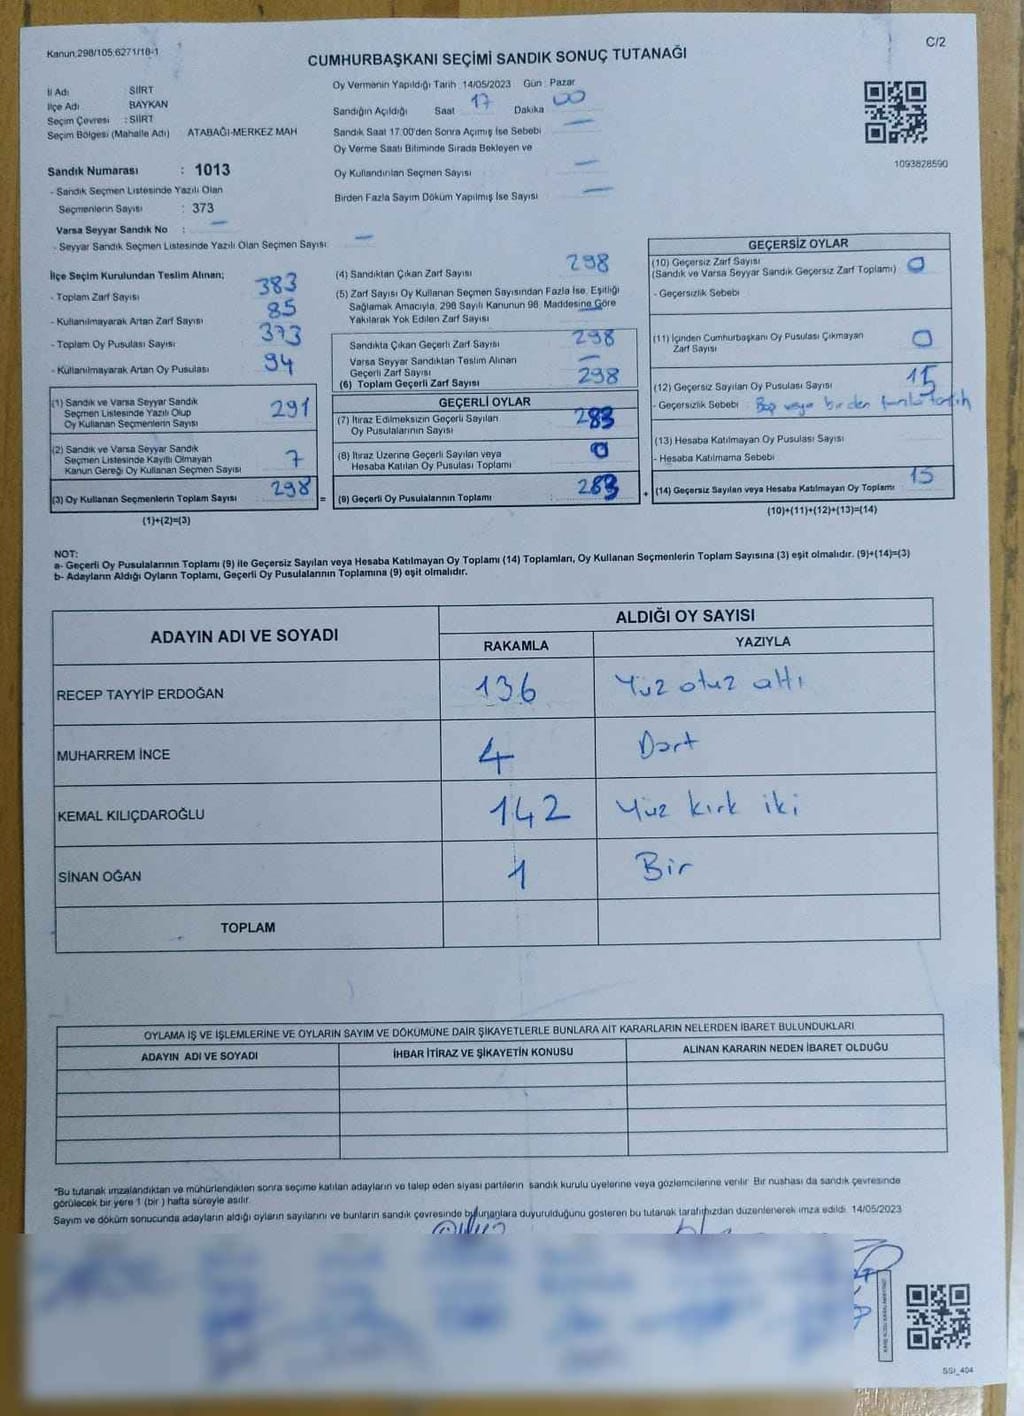 Kanun:298/105;6271/18-1
C/2
CUMHURBAŞKANI SEÇİMİ SANDIK SONUÇ TUTANAĞI
İl Adı : SİİRT
İlçe Adı : BAYKAN
Seçim Çevresi : SİİRT
Seçim Bölgesi (Mahalle Adı) : ATABAĞI-MERKEZ MAH
Sandık Numarası : 1013
- Sandık Seçmen Listesinde Yazılı Olan
Seçmenlerin Sayısı : 373
Varsa Seyyar Sandık No : —
- Seyyar Sandık Seçmen Listesinde Yazılı Olan Seçmen Sayısı: —
Oy Vermenin Yapıldığı Tarih :14/05/2023 Gün : Pazar
Sandığın Açıldığı Saat 17 Dakika 00
Sandık Saat 17:00'den Sonra Açımış İse Sebebi —
Oy Verme Saati Bitiminde Sırada Bekleyen ve
Oy Kullandırılan Seçmen Sayısı —
Birden Fazla Sayım Döküm Yapılmış İse Sayısı —
1093828590
İlçe Seçim Kurulundan Teslim Alınan;
- Toplam Zarf Sayısı 383
- Kullanılmayarak Artan Zarf Sayısı 85
- Toplam Oy Pusulası Sayısı 373
- Kullanılmayarak Artan Oy Pusulası 94
(1) Sandık ve Varsa Seyyar Sandık
Seçmen Listesinde Yazılı Olup
Oy Kullanan Seçmenlerin Sayısı 291
(2) Sandık ve Varsa Seyyar Sandık
Seçmen Listesinde Kayıtlı Olmayan
Kanun Gereği Oy Kullanan Seçmen Sayısı 7
(3) Oy Kullanan Seçmenlerin Toplam Sayısı 298 =
(1)+(2)=(3)
(4) Sandıktan Çıkan Zarf Sayısı 298
(5) Zarf Sayısı Oy Kullanan Seçmen Sayısından Fazla İse, Eşitliği
Sağlamak Amacıyla, 298 Sayılı Kanunun 98. Maddesine Göre
Yakılarak Yok Edilen Zarf Sayısı —
Sandıkta Çıkan Geçerli Zarf Sayısı 298
Varsa Seyyar Sandıktan Teslim Alınan
Geçerli Zarf Sayısı —
(6) Toplam Geçerli Zarf Sayısı 298
GEÇERLİ OYLAR
(7) İtiraz Edilmeksizin Geçerli Sayılan
Oy Pusulalarının Sayısı 283
(8) İtiraz Üzerine Geçerli Sayılan veya
Hesaba Katılan Oy Pusulası Toplamı 0
(9) Geçerli Oy Pusulalarının Toplamı : 283 +
GEÇERSİZ OYLAR
(10) Geçersiz Zarf Sayısı 0
(Sandık ve Varsa Seyyar Sandık Geçersiz Zarf Toplamı)
- Geçersizlik Sebebi
(11) İçinden Cumhurbaşkanı Oy Pusulası Çıkmayan
Zarf Sayısı 0
(12) Geçersiz Sayılan Oy Pusulası Sayısı 15
- Geçersizlik Sebebi : Boş veya birden fazla tercih
(13) Hesaba Katılmayan Oy Pusulası Sayısı
- Hesaba Katılmama Sebebi
(14) Geçersiz Sayılan veya Hesaba Katılmayan Oy Toplamı 15
(10)+(11)+(12)+(13)=(14)
NOT:
a- Geçerli Oy Pusulalarının Toplamı (9) ile Geçersiz Sayılan veya Hesaba Katılmayan Oy Toplamı (14) Toplamları, Oy Kullanan Seçmenlerin Toplam Sayısına (3) eşit olmalıdır. (9)+(14)=(3)
b- Adayların Aldığı Oyların Toplamı, Geçerli Oy Pusulalarının Toplamına (9) eşit olmalıdır.
ADAYIN ADI VE SOYADI ALDIĞI OY SAYISI
RAKAMLA YAZIYLA
RECEP TAYYİP ERDOĞAN 136 Yüz otuz altı
MUHARREM İNCE 4 Dört
KEMAL KILIÇDAROĞLU 142 Yüz kırk iki
SİNAN OĞAN 1 Bir
TOPLAM
OYLAMA İŞ VE İŞLEMLERİNE VE OYLARIN SAYIM VE DÖKÜMÜNE DAİR ŞİKAYETLERLE BUNLARA AİT KARARLARIN NELERDEN İBARET BULUNDUKLARI
ADAYIN ADI VE SOYADI İHBAR İTİRAZ VE ŞİKAYETİN KONUSU ALINAN KARARIN NEDEN İBARET OLDUĞU
*Bu tutanak imzalandıktan ve mühürlendikten sonra seçime katılan adayların ve talep eden siyasi partilerin sandık kurulu üyelerine veya gözlemcilerine verilir. Bir nushası da sandık çevresinde
görülecek bir yere 1 (bir ) hafta süreyle asılır.
Sayım ve döküm sonucunda adayların aldığı oyların sayılarını ve bunların sandık çevresinde bulunanlara duyurulduğunu gösteren bu tutanak tarafımızdan düzenlenerek imza edildi. 14/05/2023
SSI_404